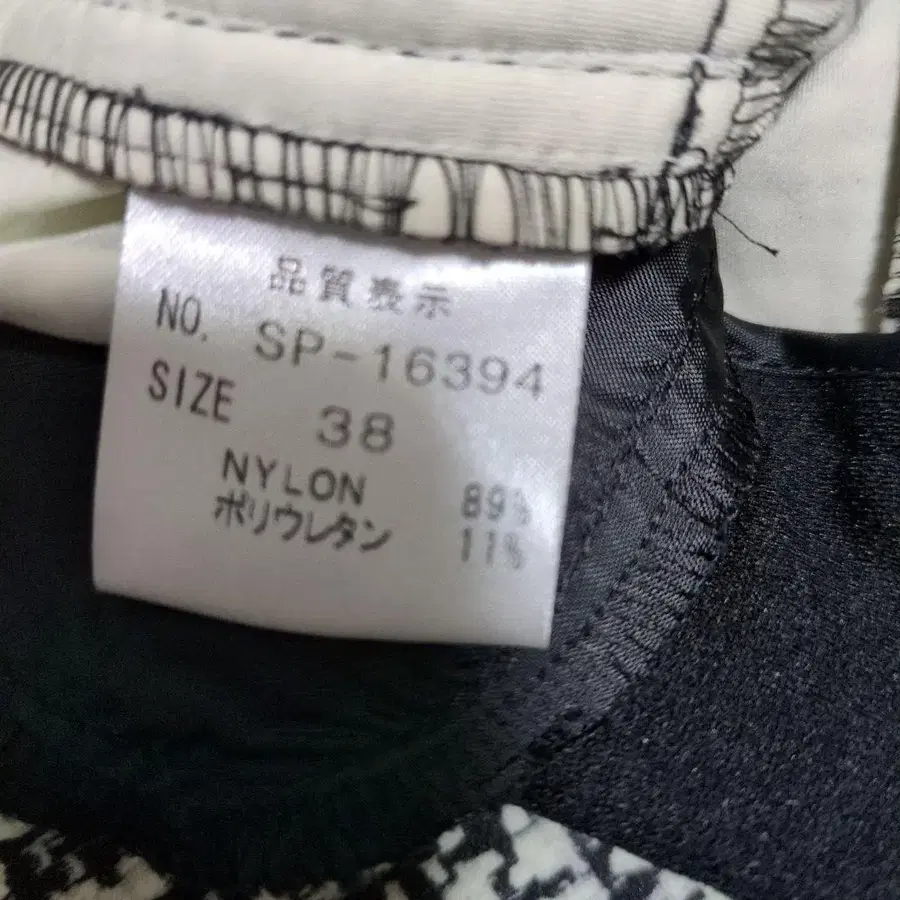 品質表示
NO. SP-16394
SIZE 38
NYLON 89%
ポリウレタン 11%